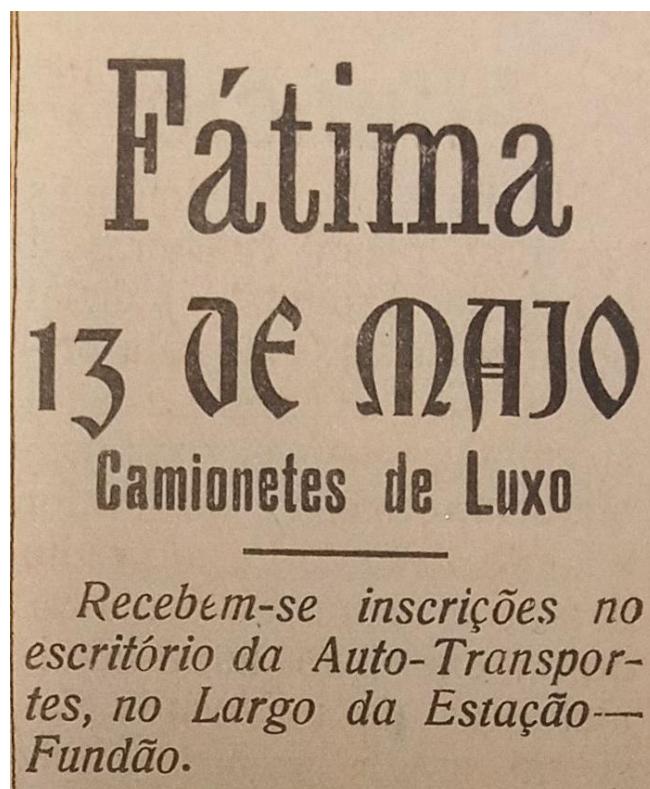 Fátima
13 DE MAIO
Camionetes de Luxo
Recebem-se inscrições no
escritório da Auto-Transpor-
tes, no Largo da Estação—
Fundão.